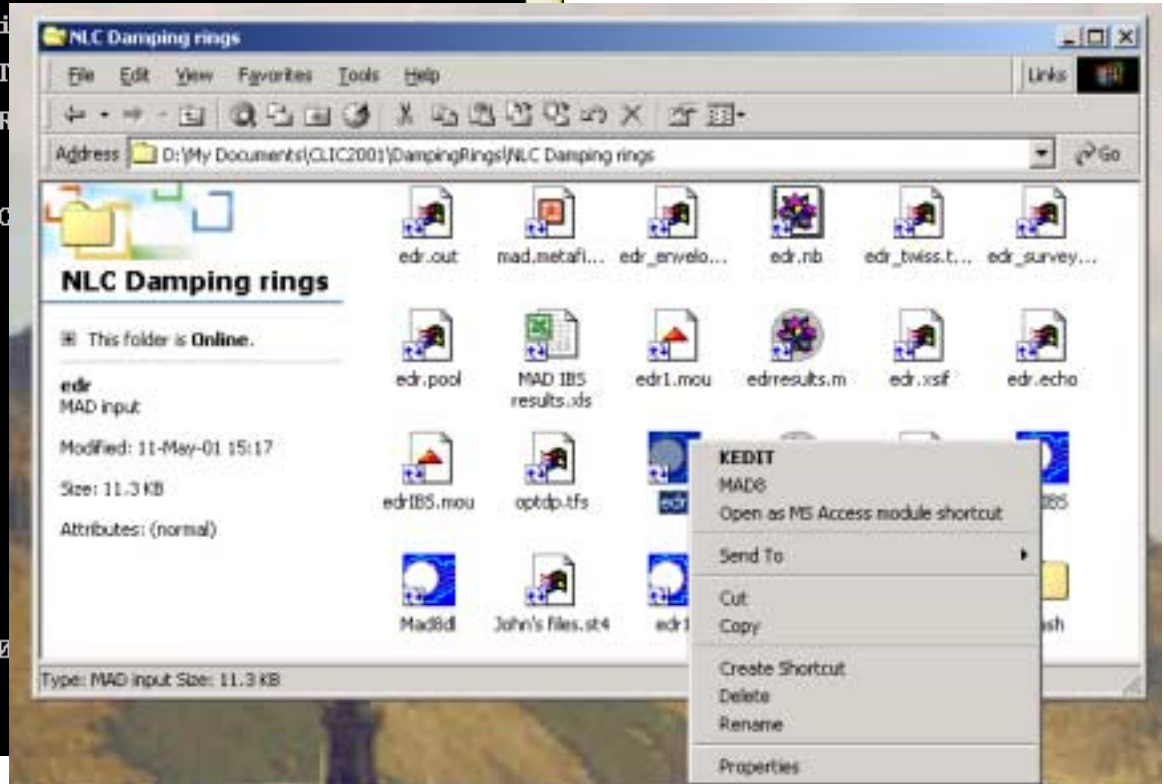 NLC Damping rings
File Edit View Favorites Tools Help
Links
Address D:\My Documents\CLIC2001\DampingRings\NLC Damping rings
Go
NLC Damping rings
This folder is Online.
edr
MAD input
Modified: 11-May-01 15:17
Size: 11.3 KB
Attributes: (normal)
edr.out mad.metafi... edr_envelo... edr.nb edr_twiss.t... edr_survey...
edr.pool MAD IBS results.xls edr1.mou edrresults.m edr.xsif edr.echo
edrIBS.mou optdp.tfs edr
Mad8dl John's files.st4 edr1
KEDIT
MAD8
Open as MS Access module shortcut
Send To
Cut
Copy
Create Shortcut
Delete
Rename
Properties
Type: MAD input Size: 11.3 KB